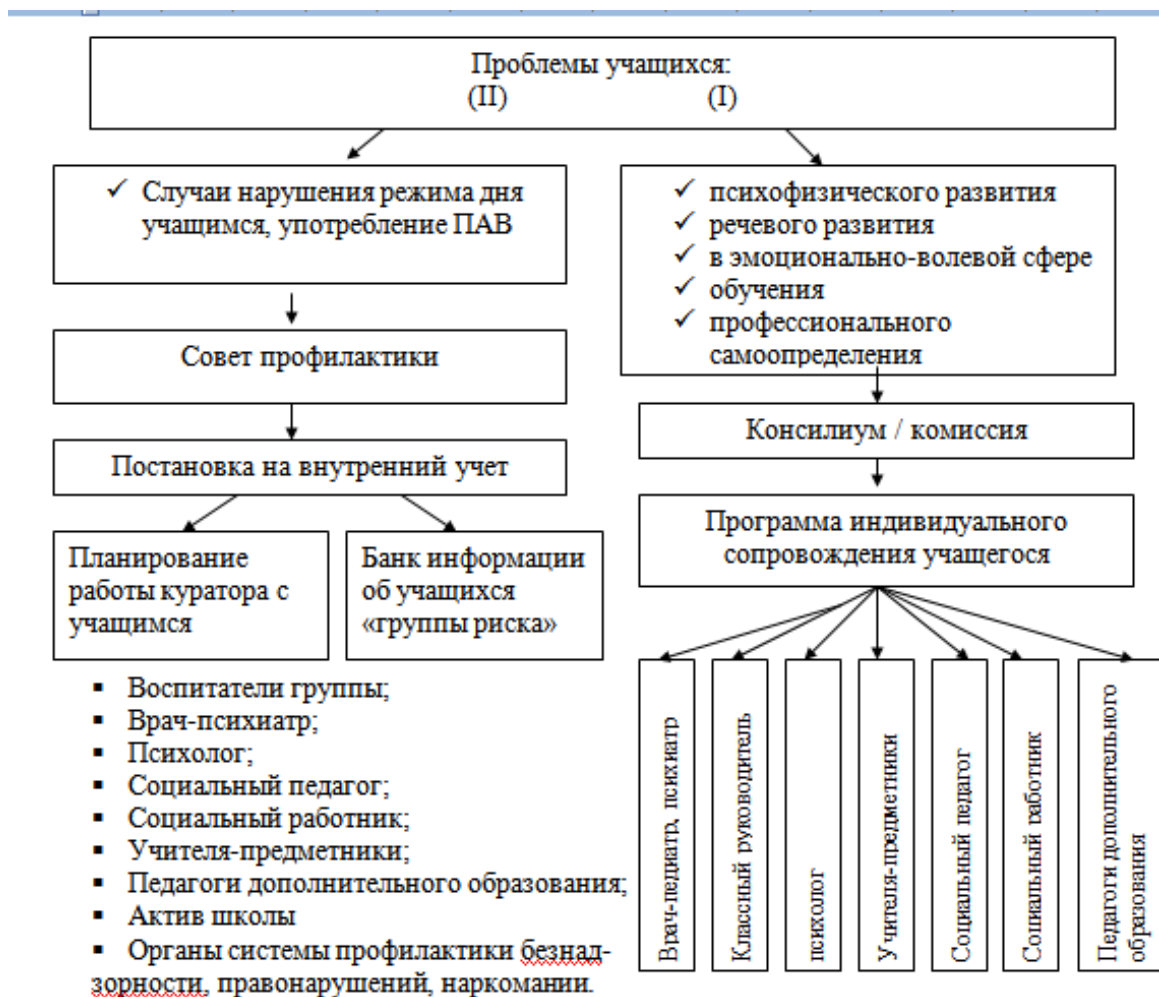 Проблемы учащихся:
(II) (I)
✓ Случаи нарушения режима дня
учащимся, употребление ПАВ
Совет профилактики
Постановка на внутренний учет
Планирование
работы куратора с
учащимся
Банк информации
об учащихся
«группы риска»
▪ Воспитатели группы;
▪ Врач-психиатр;
▪ Психолог;
▪ Социальный педагог;
▪ Социальный работник;
▪ Учителя-предметники;
▪ Педагоги дополнительного образования;
▪ Актив школы
▪ Органы системы профилактики безнад-
зорности, правонарушений, наркомании.
✓ психофизического развития
✓ речевого развития
✓ в эмоционально-волевой сфере
✓ обучения
✓ профессионального
самоопределения
Консилиум / комиссия
Программа индивидуального
сопровождения учащегося
Врач-педиатр, психиатр
Классный руководитель
психолог
Учителя-предметники
Социальный педагог
Социальный работник
Педагоги дополнительного
образования